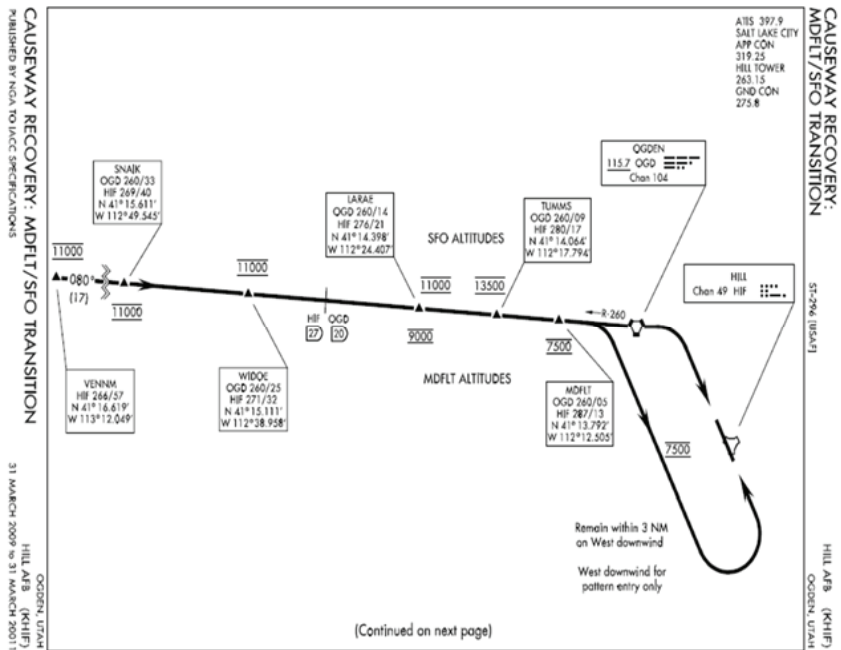 CAUSEWAY RECOVERY: MDFLT/SFO TRANSITION
PUBLISHED BY NGA TO IACC SPECIFICATIONS
CAUSEWAY RECOVERY:
MDFLT/SFO TRANSITION
ATIS 397.9
SALT LAKE CITY
APP CON
319.25
HILL TOWER
263.15
GND CON
275.8
OGDEN
115.7 OGD
Chan 104
SNAJK
OGD 260/33
HIF 269/40
N 41°15.611'
W 112°49.545'
LARAE
OGD 260/14
HIF 276/21
N 41°14.398'
W 112°24.407'
TUMMS
OGD 260/09
HIF 280/17
N 41°14.064'
W 112°17.794'
SFO ALTITUDES
HILL
Chan 49 HIF
11000
080°
(17)
11000
11000
11000
13500
R-260
HIF OGD
27 20
9000
7500
MDFLT ALTITUDES
VENNM
HIF 266/57
N 41°16.619'
W 113°12.049'
WIDQE
OGD 260/25
HIF 271/32
N 41°15.111'
W 112°38.958'
MDFLT
OGD 260/05
HIF 287/13
N 41°13.792'
W 112°12.505'
7500
Remain within 3 NM
on West downwind
West downwind for
pattern entry only
(Continued on next page)
ST-296 [USAF]
HILL AFB (KHIF)
OGDEN, UTAH
31 MARCH 2009 to 31 MARCH 20011
HILL AFB (KHIF)
OGDEN, UTAH